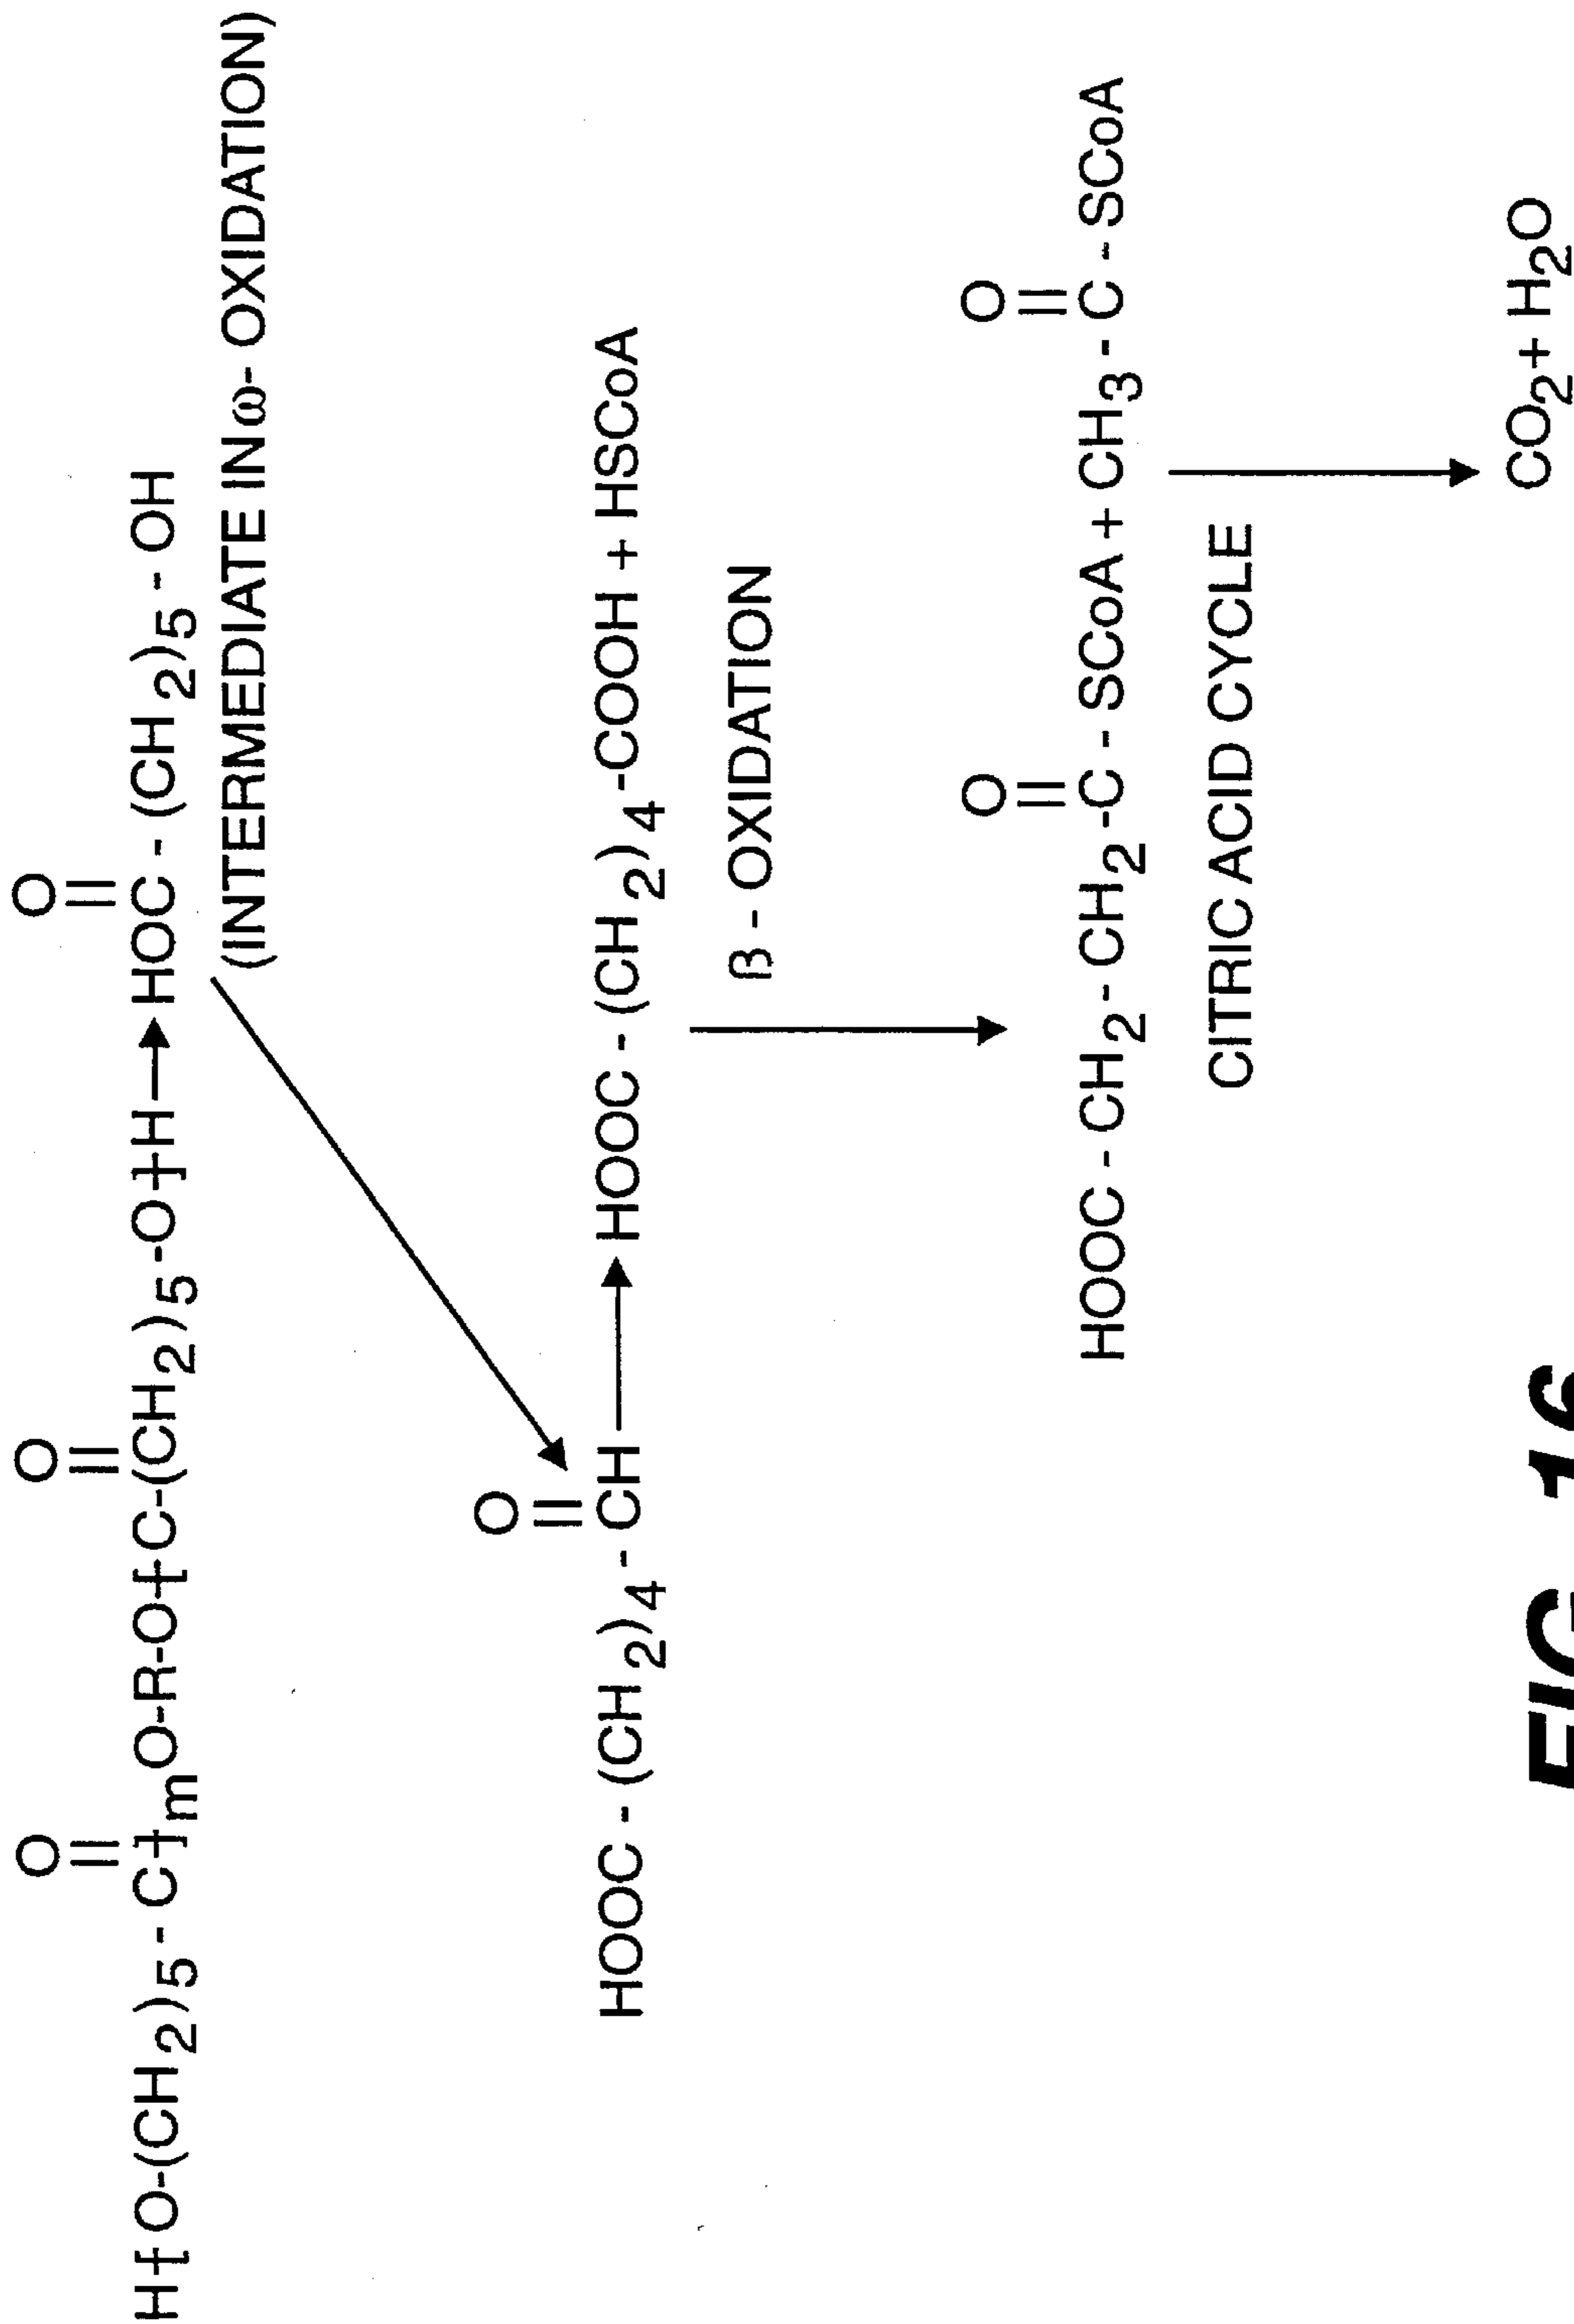 O O O
H[O-(CH2)5-C]mO-R-O[C-(CH2)5-O]H→HOC-(CH2)5-OH
(INTERMEDIATE IN ω- OXIDATION)
O
HOOC-(CH2)4-CH→HOOC-(CH2)4-COOH + HSCoA
β - OXIDATION
O O
HOOC-CH2-CH2-CH2-C-SCoA + CH3-C-SCoA
CITRIC ACID CYCLE
CO2 + H2O
FIG. 16